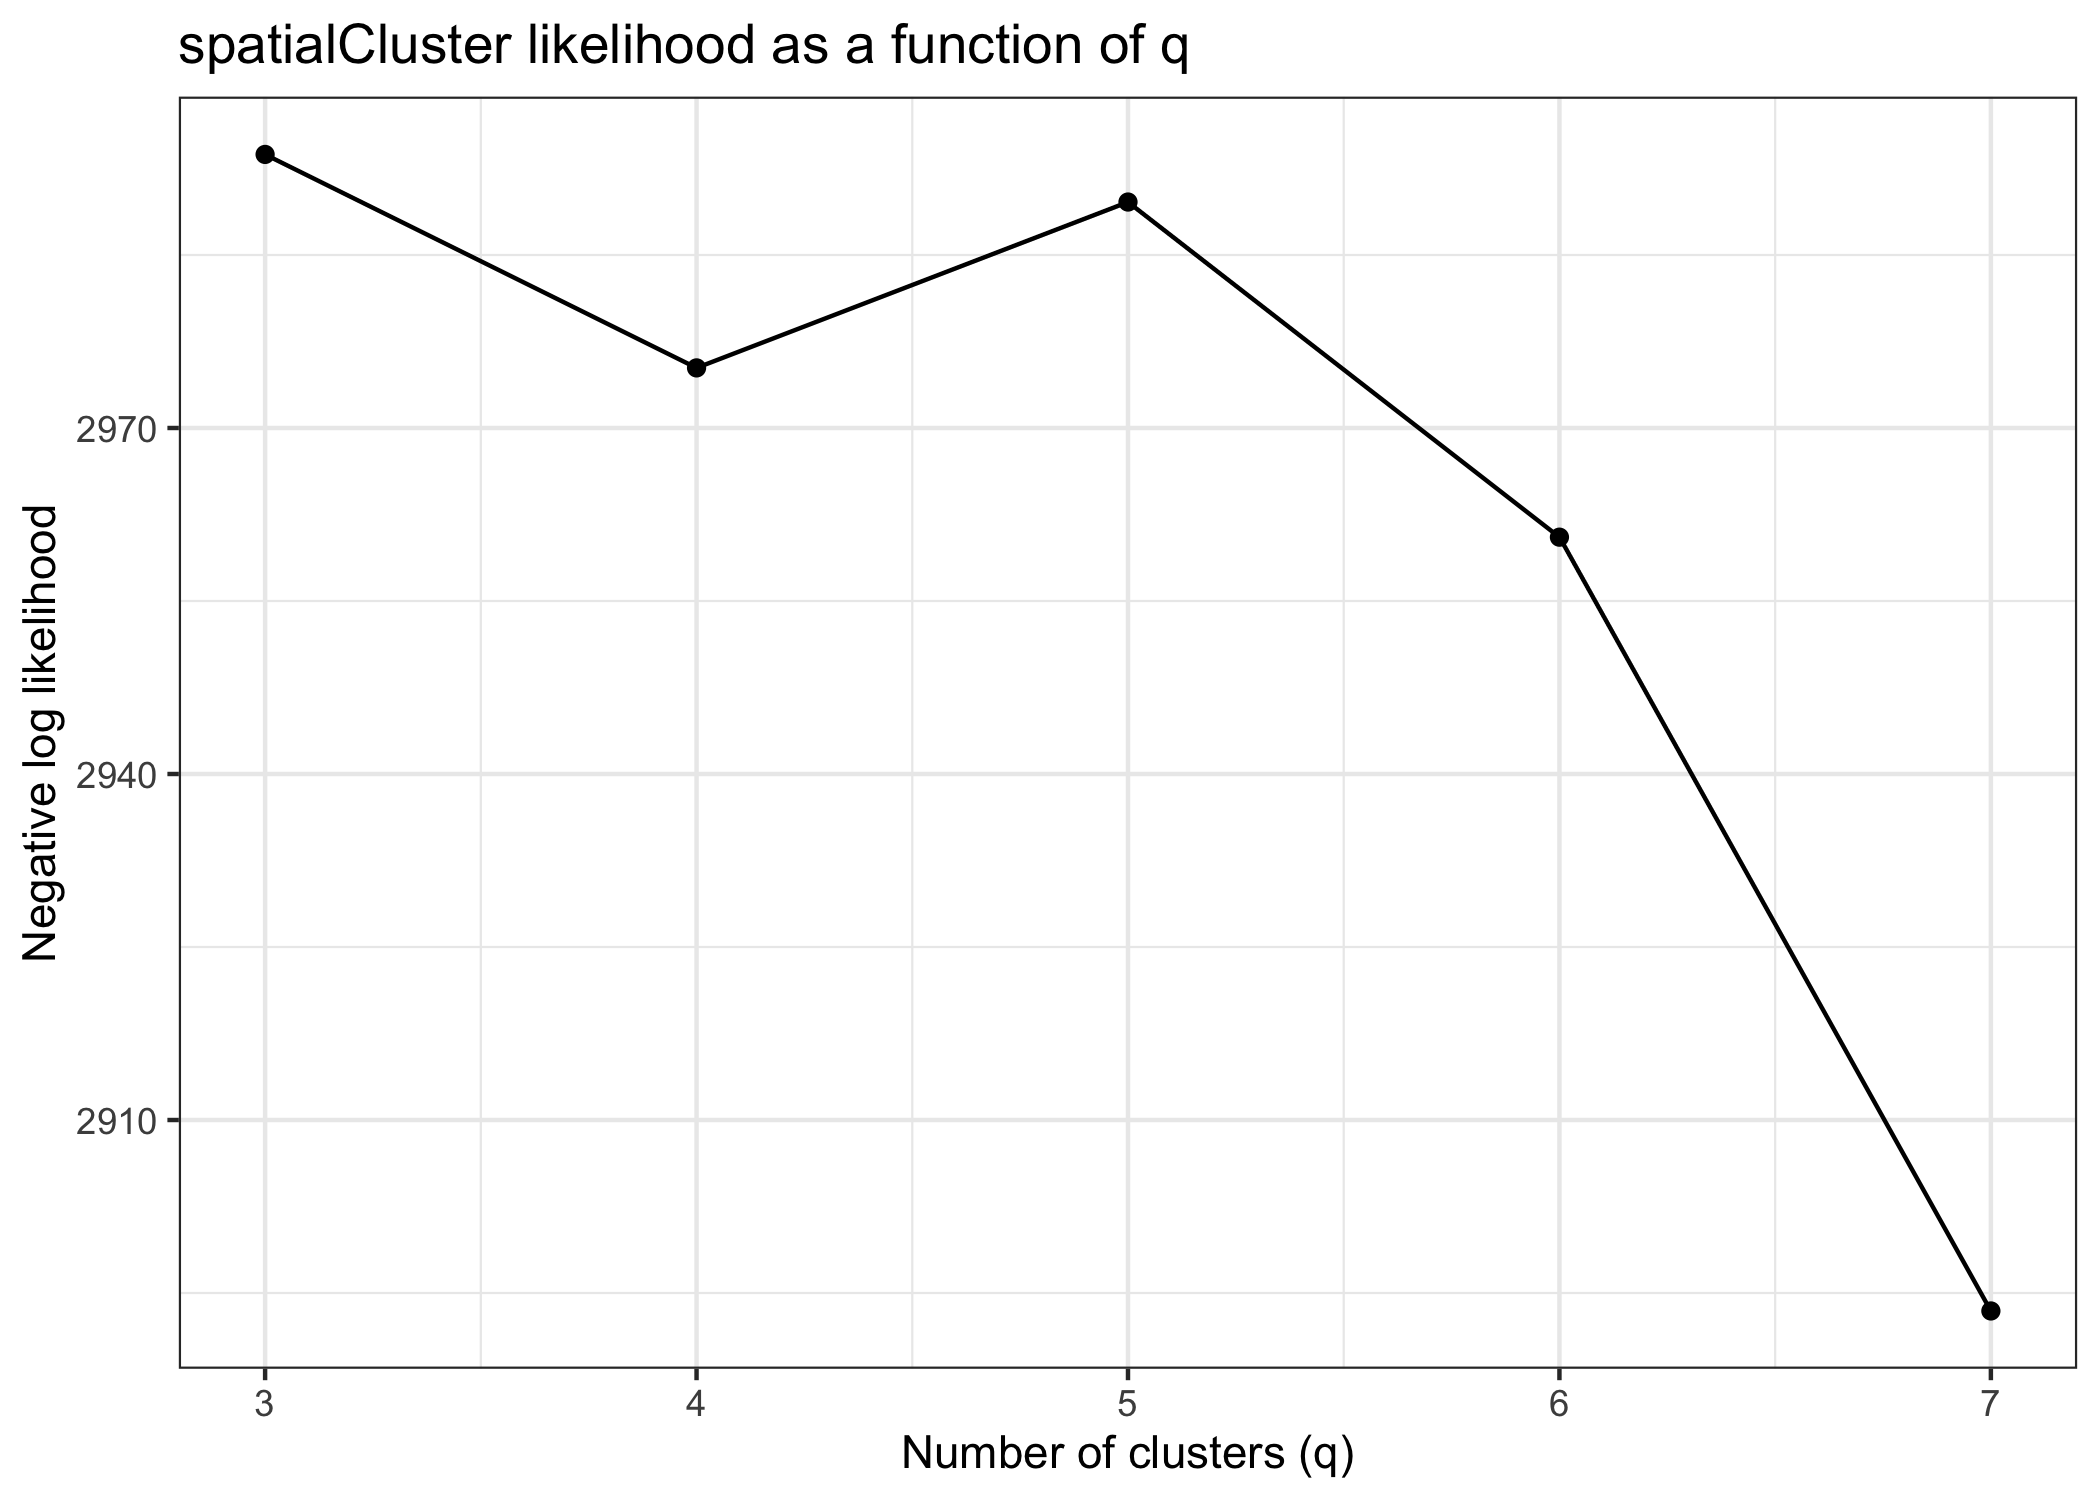 spatialCluster likelihood as a function of q
Negative log likelihood
2970
2940
2910
3 4 5 6 7
Number of clusters (q)